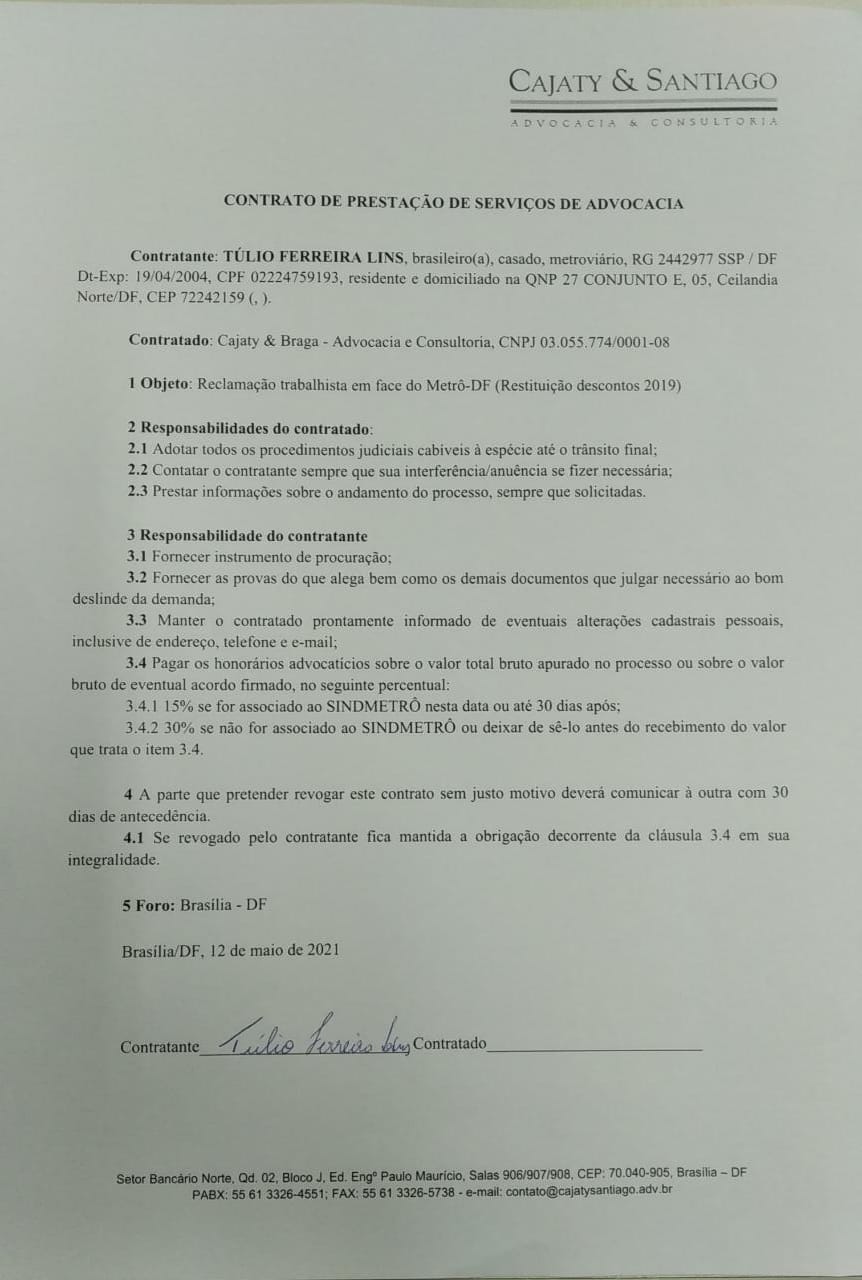 CAJATY & SANTIAGO
ADVOCACIA & CONSULTORIA
CONTRATO DE PRESTAÇÃO DE SERVIÇOS DE ADVOCACIA
Contratante: TÚLIO FERREIRA LINS, brasileiro(a), casado, metroviário, RG 2442977 SSP / DF
Dt-Exp: 19/04/2004, CPF 02224759193, residente e domiciliado na QNP 27 CONJUNTO E, 05, Ceilandia
Norte/DF, CEP 72242159 (, ).
Contratado: Cajaty & Braga - Advocacia e Consultoria, CNPJ 03.055.774/0001-08
1 Objeto: Reclamação trabalhista em face do Metrô-DF (Restituição descontos 2019)
2 Responsabilidades do contratado:
2.1 Adotar todos os procedimentos judiciais cabíveis à espécie até o trânsito final;
2.2 Contatar o contratante sempre que sua interferência/anuência se fizer necessária;
2.3 Prestar informações sobre o andamento do processo, sempre que solicitadas.
3 Responsabilidade do contratante
3.1 Fornecer instrumento de procuração;
3.2 Fornecer as provas do que alega bem como os demais documentos que julgar necessário ao bom
deslinde da demanda;
3.3 Manter o contratado prontamente informado de eventuais alterações cadastrais pessoais,
inclusive de endereço, telefone e e-mail;
3.4 Pagar os honorários advocatícios sobre o valor total bruto apurado no processo ou sobre o valor
bruto de eventual acordo firmado, no seguinte percentual:
3.4.1 15% se for associado ao SINDMETRÔ nesta data ou até 30 dias após;
3.4.2 30% se não for associado ao SINDMETRÔ ou deixar de sê-lo antes do recebimento do valor
que trata o item 3.4.
4 A parte que pretender revogar este contrato sem justo motivo deverá comunicar à outra com 30
dias de antecedência.
4.1 Se revogado pelo contratante fica mantida a obrigação decorrente da cláusula 3.4 em sua
integralidade.
5 Foro: Brasília - DF
Brasília/DF, 12 de maio de 2021
Contratante Túlio Ferreira Lins Contratado
Setor Bancário Norte, Qd. 02, Bloco J, Ed. Engº Paulo Maurício, Salas 906/907/908, CEP: 70.040-905, Brasília – DF
PABX: 55 61 3326-4551; FAX: 55 61 3326-5738 - e-mail: contato@cajatysantiago.adv.br